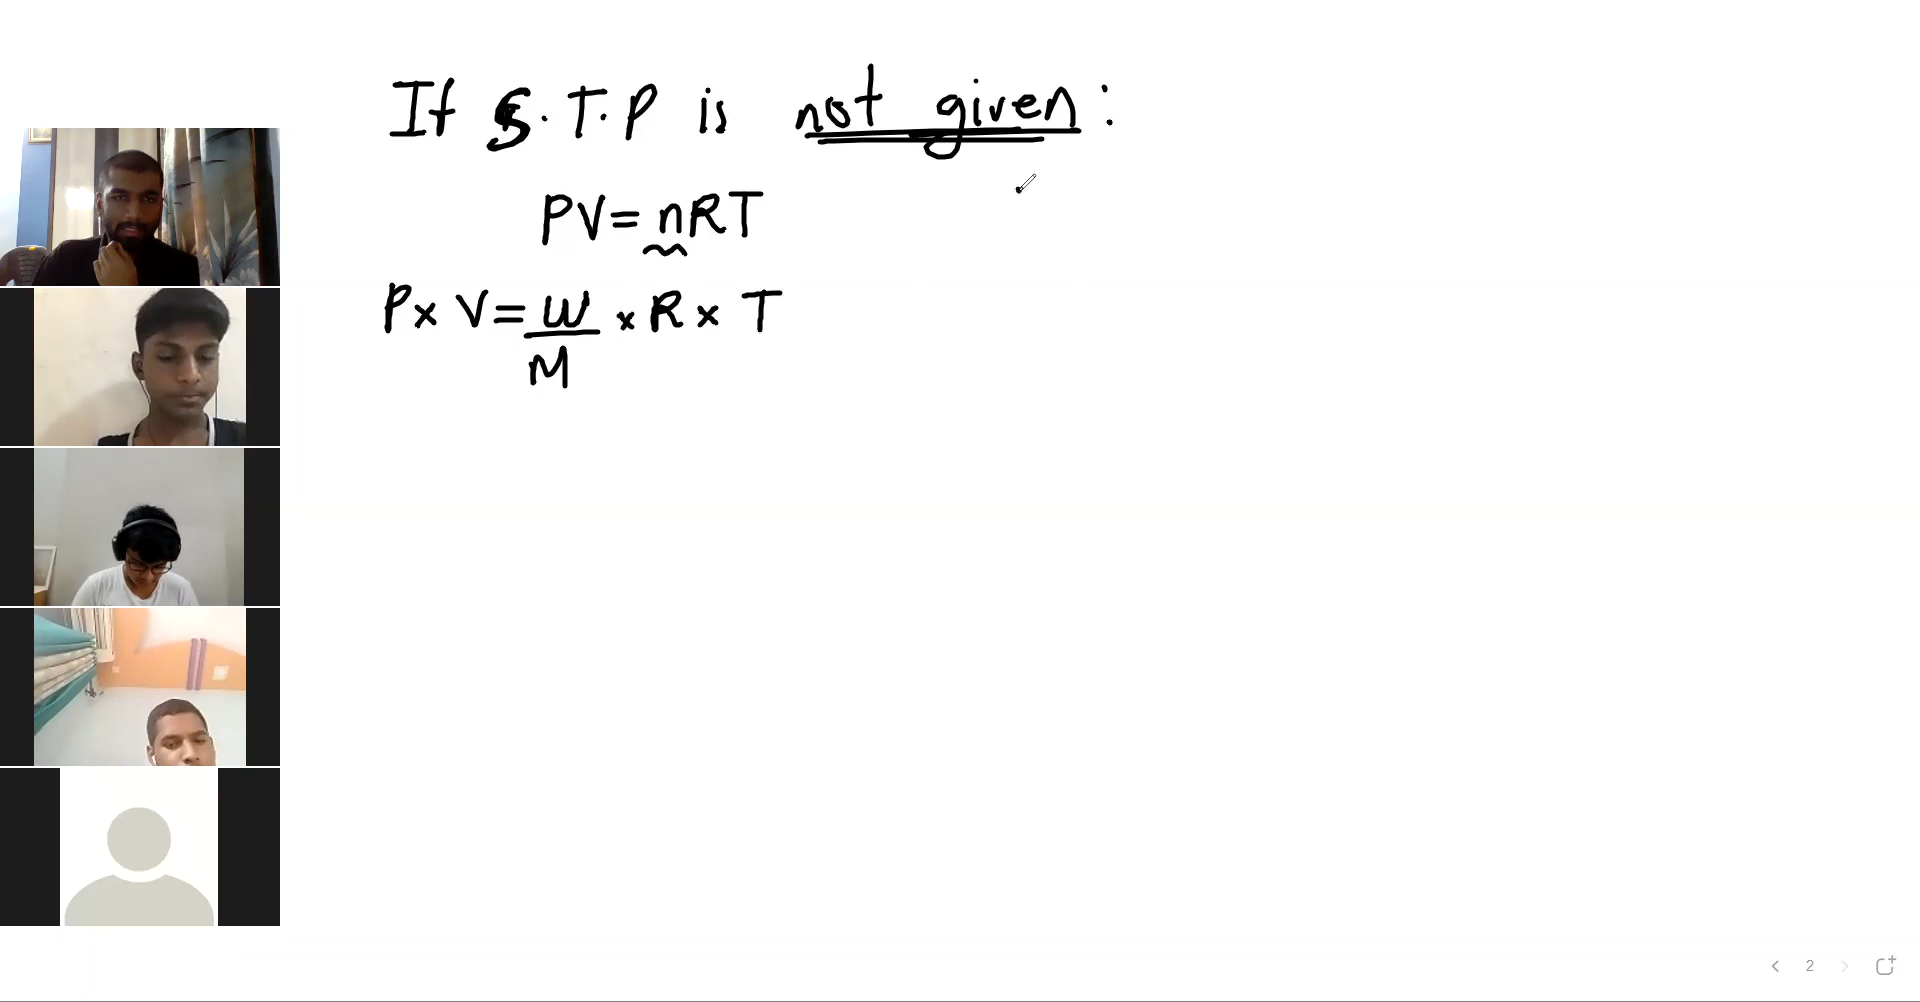 If S.T.P is not given:
PV = nRT
P x V = W/M x R x T
2